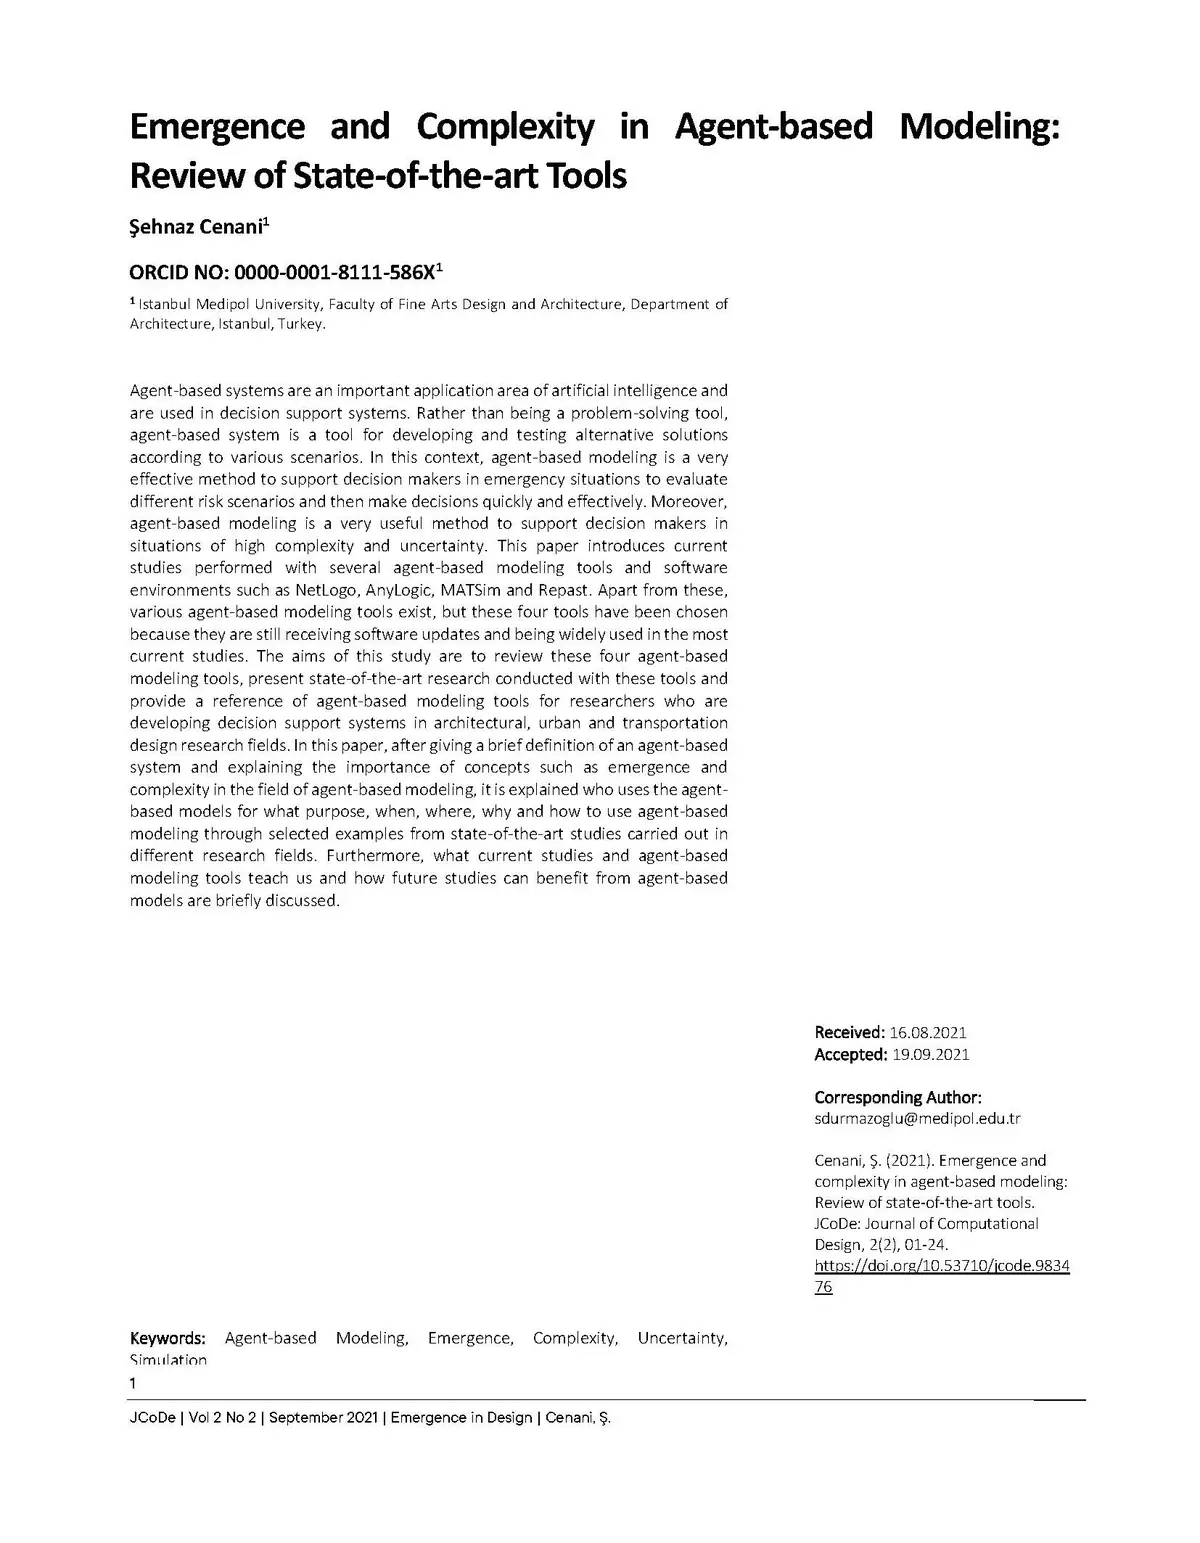 Emergence and Complexity in Agent-based Modeling:
Review of State-of-the-art Tools
Şehnaz Cenani¹
ORCID NO: 0000-0001-8111-586X¹
¹ Istanbul Medipol University, Faculty of Fine Arts Design and Architecture, Department of
Architecture, Istanbul, Turkey.
Agent-based systems are an important application area of artificial intelligence and
are used in decision support systems. Rather than being a problem-solving tool,
agent-based system is a tool for developing and testing alternative solutions
according to various scenarios. In this context, agent-based modeling is a very
effective method to support decision makers in emergency situations to evaluate
different risk scenarios and then make decisions quickly and effectively. Moreover,
agent-based modeling is a very useful method to support decision makers in
situations of high complexity and uncertainty. This paper introduces current
studies performed with several agent-based modeling tools and software
environments such as NetLogo, AnyLogic, MATSim and Repast. Apart from these,
various agent-based modeling tools exist, but these four tools have been chosen
because they are still receiving software updates and being widely used in the most
current studies. The aims of this study are to review these four agent-based
modeling tools, present state-of-the-art research conducted with these tools and
provide a reference of agent-based modeling tools for researchers who are
developing decision support systems in architectural, urban and transportation
design research fields. In this paper, after giving a brief definition of an agent-based
system and explaining the importance of concepts such as emergence and
complexity in the field of agent-based modeling, it is explained who uses the agent-
based models for what purpose, when, where, why and how to use agent-based
modeling through selected examples from state-of-the-art studies carried out in
different research fields. Furthermore, what current studies and agent-based
modeling tools teach us and how future studies can benefit from agent-based
models are briefly discussed.
Received: 16.08.2021
Accepted: 19.09.2021
Corresponding Author:
sdurmazoglu@medipol.edu.tr
Cenani, Ş. (2021). Emergence and
complexity in agent-based modeling:
Review of state-of-the-art tools.
JCoDe: Journal of Computational
Design, 2(2), 01-24.
https://doi.org/10.53710/jcode.9834
76
Keywords: Agent-based Modeling, Emergence, Complexity, Uncertainty,
Simulation
1
JCoDe | Vol 2 No 2 | September 2021 | Emergence in Design | Cenani, Ş.